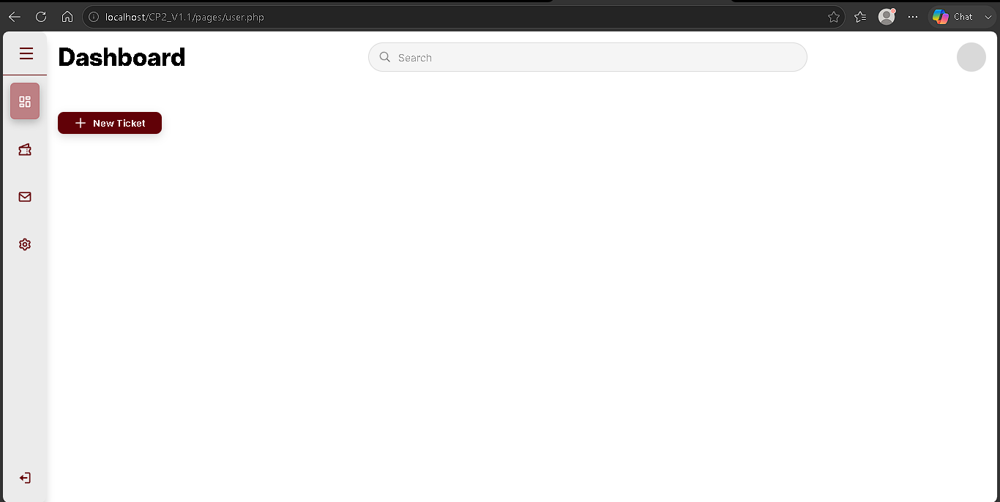 localhost/CP2_V1.1/pages/user.php
Chat
Dashboard
Search
New Ticket